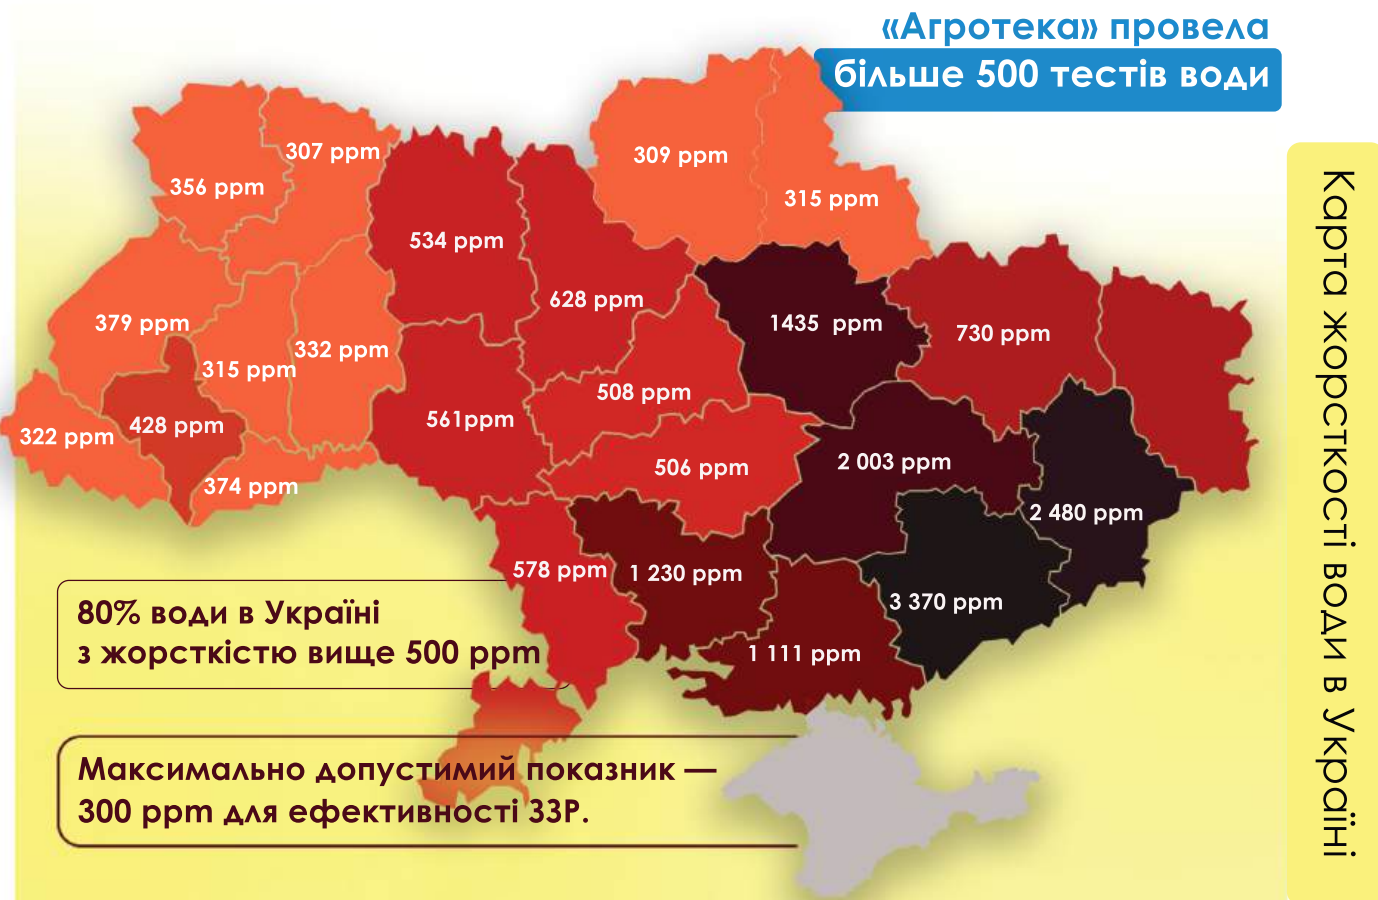 «Агротека» провела
більше 500 тестів води
307 ppm
356 ppm
309 ppm
315 ppm
534 ppm
628 ppm
379 ppm
315 ppm
332 ppm
1435 ppm
730 ppm
508 ppm
322 ppm
428 ppm
561ppm
506 ppm
2 003 ppm
374 ppm
2 480 ppm
578 ppm
1 230 ppm
3 370 ppm
1 111 ppm
80% води в Україні
з жорсткістю вище 500 ppm
Максимально допустимий показник —
300 ppm для ефективності ЗЗР.
Карта жорсткості води в Україні